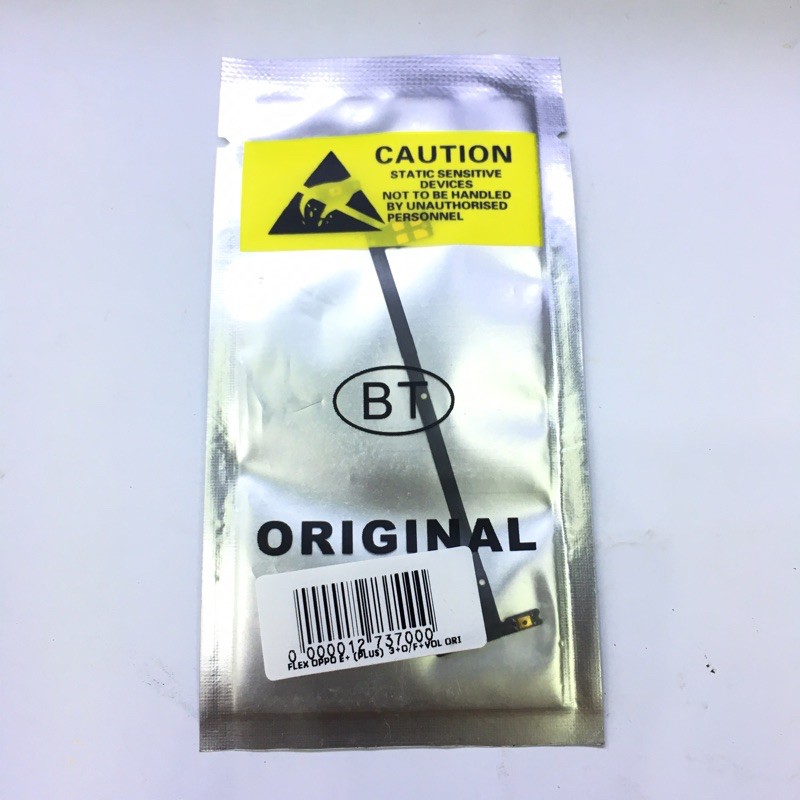 CAUTION
STATIC SENSITIVE
DEVICES
NOT TO BE HANDLED
BY UNAUTHORISED
PERSONNEL
BT
ORIGINAL
0 000012 737000
FLEX OPPO E+ (PLUS) 3+O/F+VOL ORI